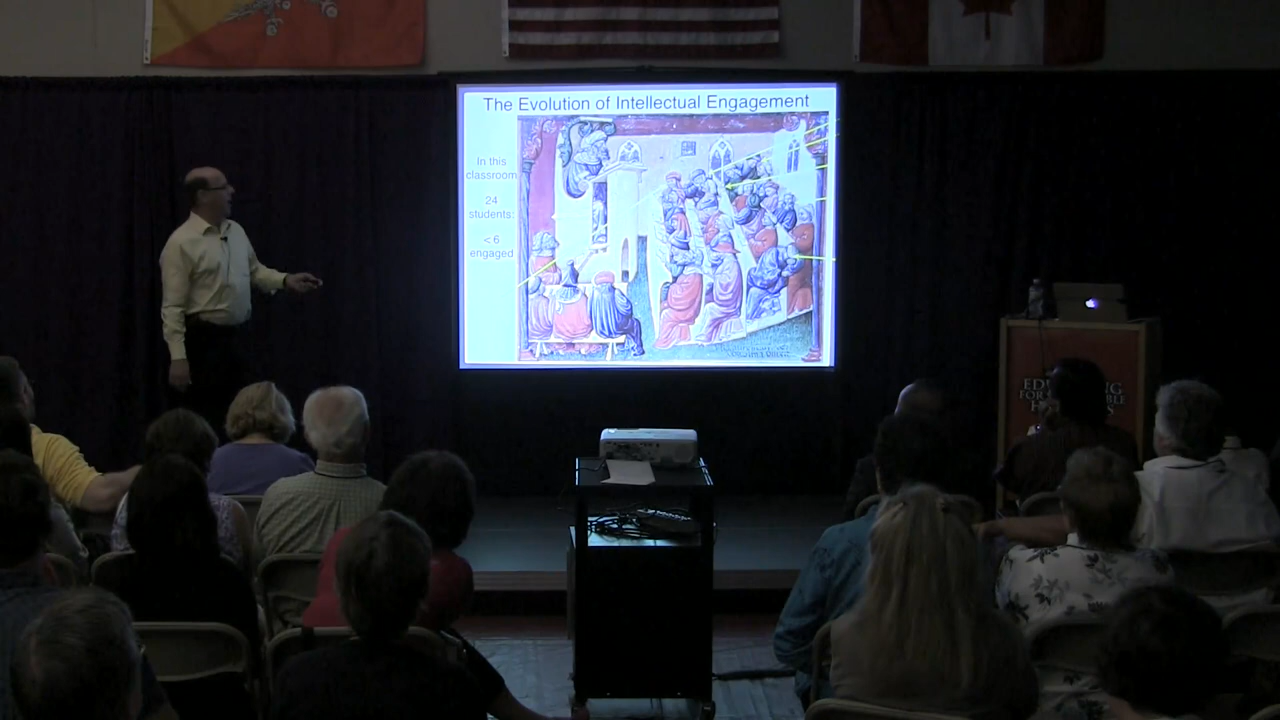 The Evolution of Intellectual Engagement
In this
classroom
24
students:
< 6
engaged